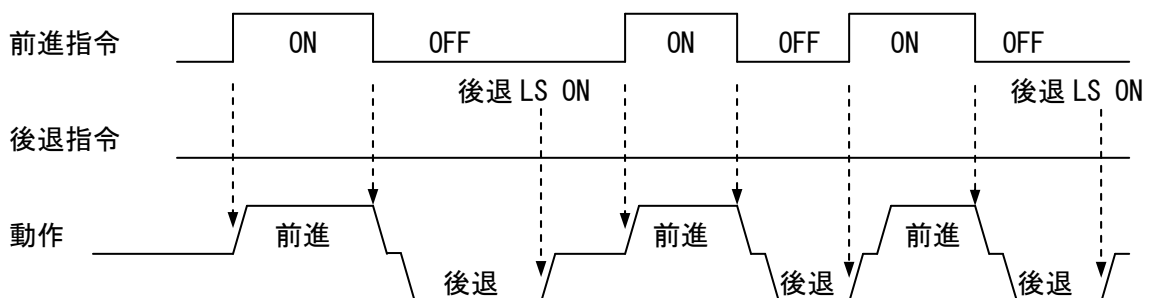 前進指令 ON OFF ON OFF ON OFF
後退 LS ON 後退 LS ON
後退指令
動作 前進 前進 前進
後退 後退 後退